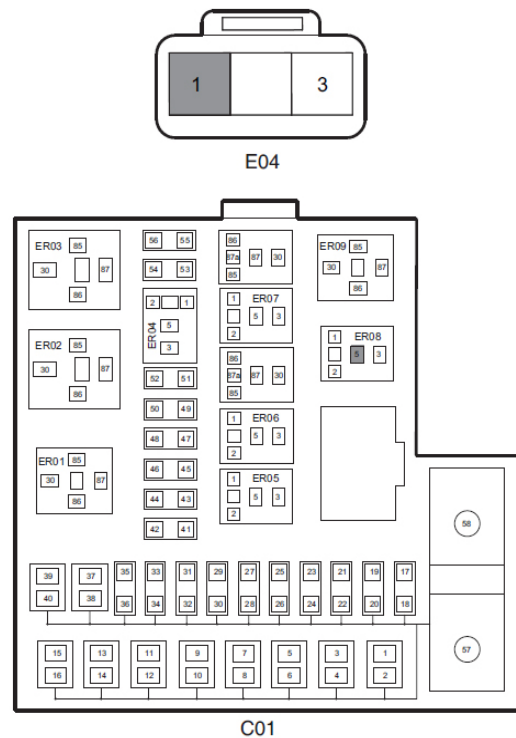 1 3
E04
ER03 85 30 87 86
56 55
54 53
86 87a 87 30 85
ER09 85 30 87 86
2 1 5 3 ER04
1 ER07 5 3 2
ER02 85 30 87 86
1 ER08 5 3 2
86 87a 87 30 85
52 51
50 49
48 47
46 45
44 43
42 41
1 ER06 5 3 2
ER01 85 30 87 86
1 ER05 5 3 2
58
39 37 35 33 31 29 27 25 23 21 19 17
40 38 36 34 32 30 28 26 24 22 20 18
57
15 13 11 9 7 5 3 1
16 14 12 10 8 6 4 2
C01